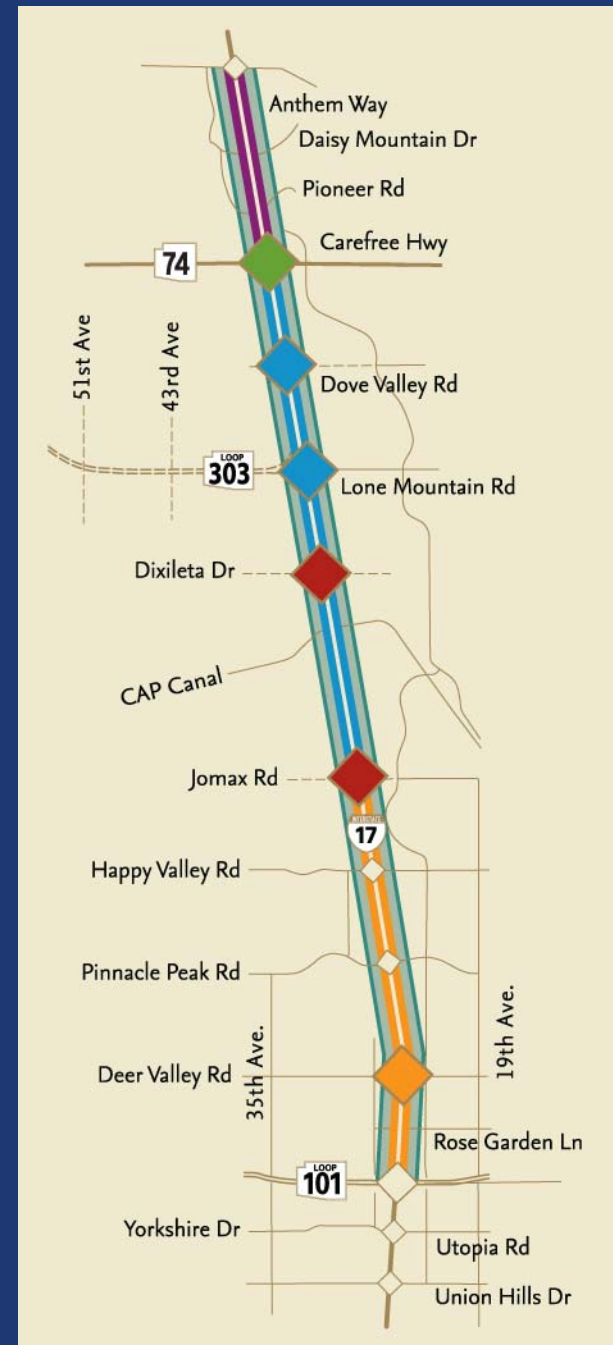 Anthem Way
Daisy Mountain Dr
Pioneer Rd
Carefree Hwy
74
51st Ave
43rd Ave
Dove Valley Rd
LOOP
303
Lone Mountain Rd
Dixileta Dr
CAP Canal
Jomax Rd
INTERSTATE
17
Happy Valley Rd
Pinnacle Peak Rd
35th Ave.
19th Ave.
Deer Valley Rd
Rose Garden Ln
LOOP
101
Yorkshire Dr
Utopia Rd
Union Hills Dr